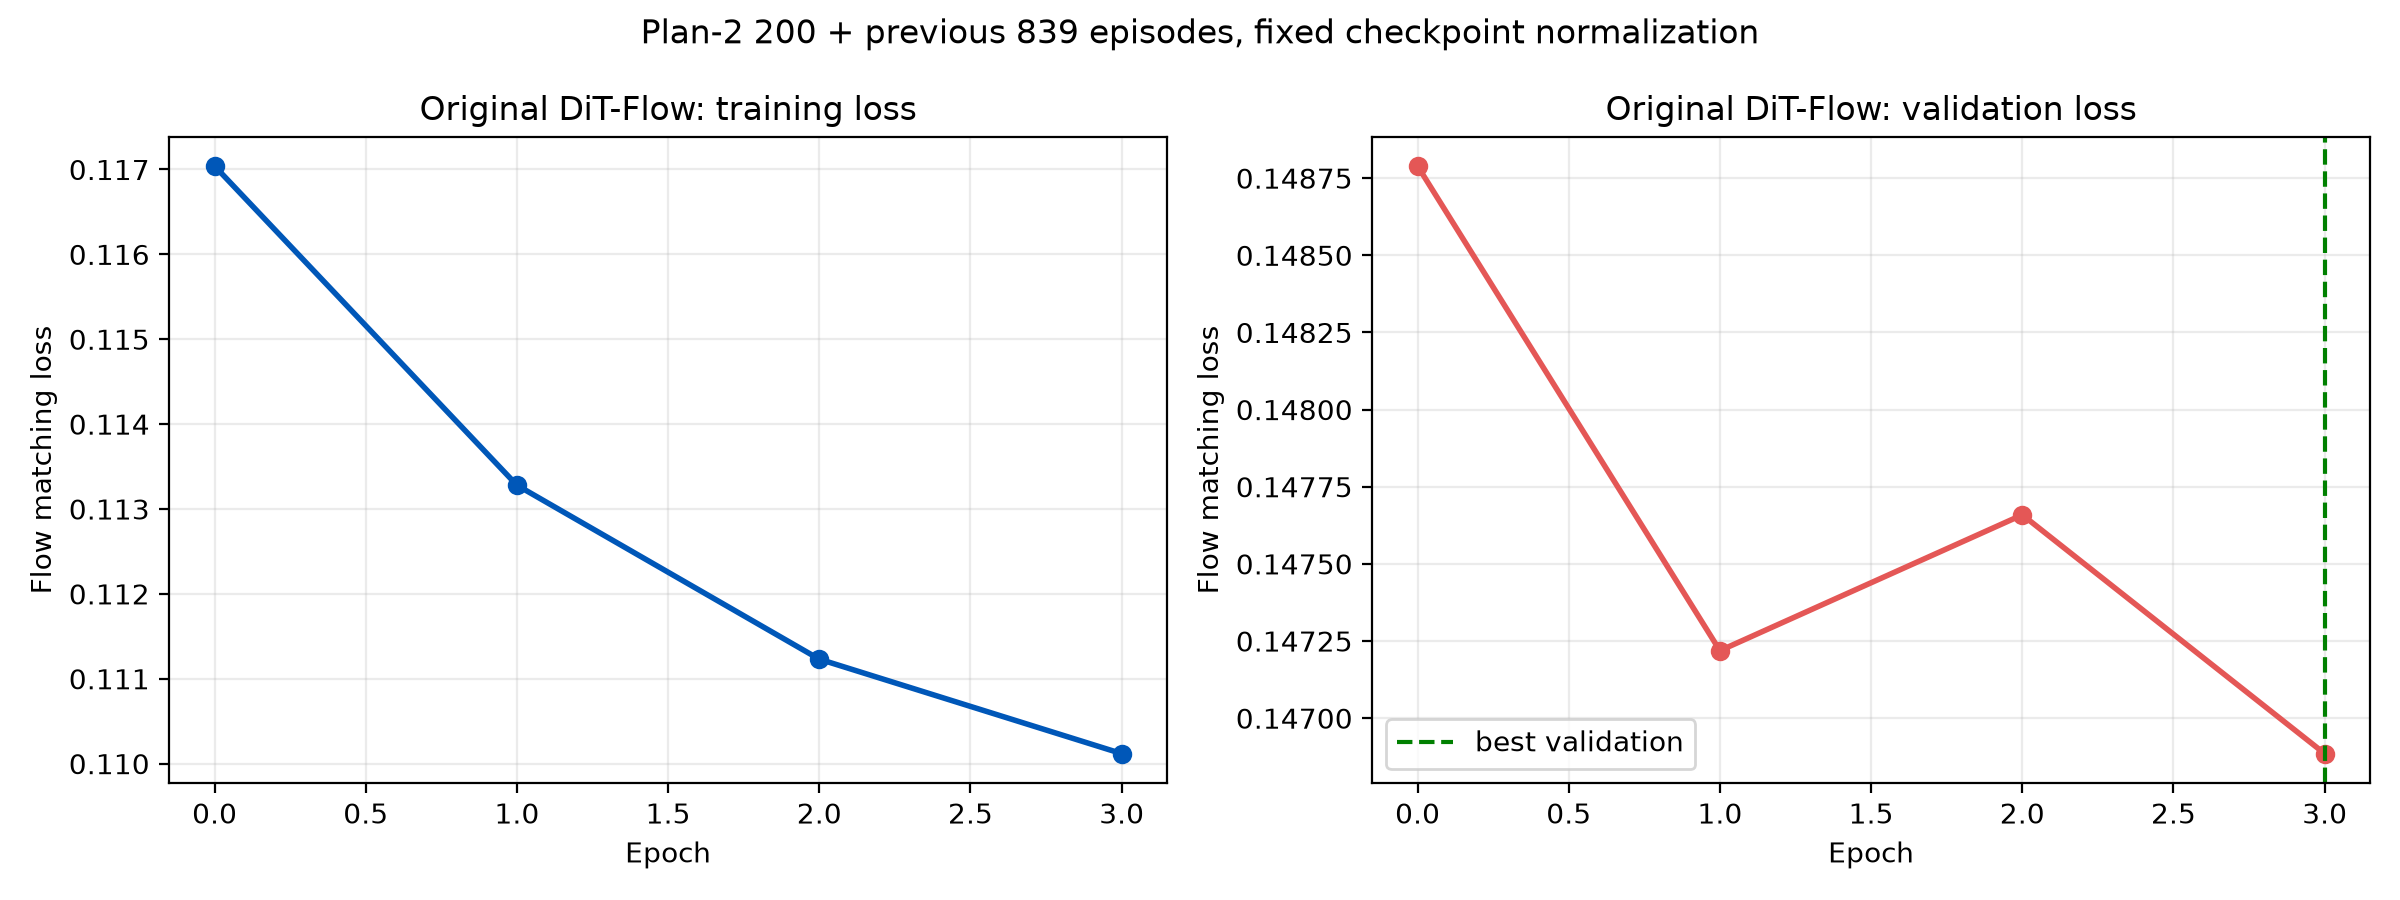 Plan-2 200 + previous 839 episodes, fixed checkpoint normalization
Original DiT-Flow: training loss
Flow matching loss
0.117
0.116
0.115
0.114
0.113
0.112
0.111
0.110
0.0 0.5 1.0 1.5 2.0 2.5 3.0
Epoch
Original DiT-Flow: validation loss
Flow matching loss
0.14875
0.14850
0.14825
0.14800
0.14775
0.14750
0.14725
0.14700
best validation
0.0 0.5 1.0 1.5 2.0 2.5 3.0
Epoch